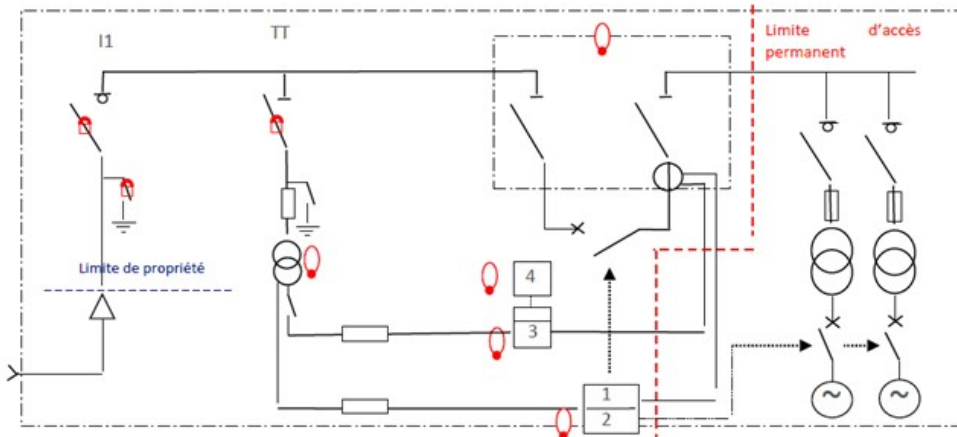 I1
TT
Limite d'accès
permanent
Limite de propriété
4
3
1
2
~ ~